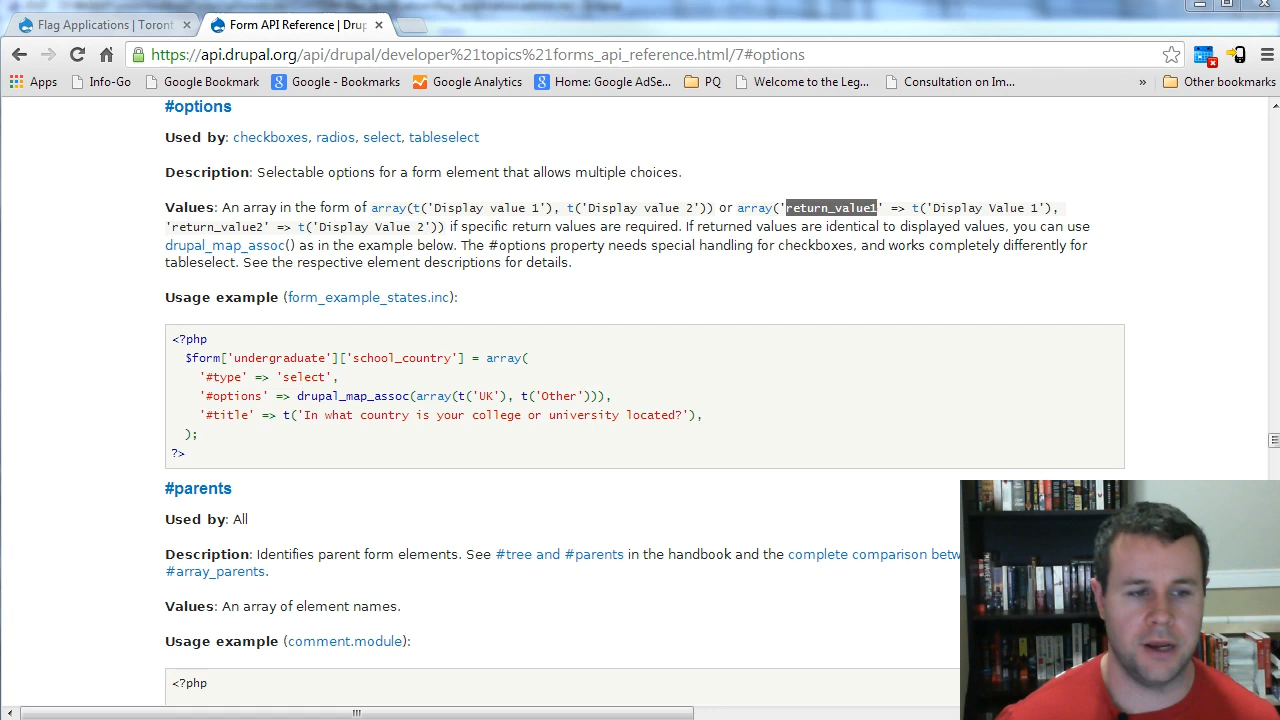 Flag Applications | Toront
Form API Reference | Drup
https://api.drupal.org/api/drupal/developer%21topics%21forms_api_reference.html/7#options
Apps Info-Go Google Bookmark Google - Bookmarks Google Analytics Home: Google AdSe... PQ Welcome to the Leag... Consultation on Im... » Other bookmarks
#options
Used by: checkboxes, radios, select, tableselect
Description: Selectable options for a form element that allows multiple choices.
Values: An array in the form of array(t('Display value 1'), t('Display value 2')) or array('return_value1' => t('Display Value 1'),
'return_value2' => t('Display Value 2')) if specific return values are required. If returned values are identical to displayed values, you can use
drupal_map_assoc() as in the example below. The #options property needs special handling for checkboxes, and works completely differently for
tableselect. See the respective element descriptions for details.
Usage example (form_example_states.inc):
<?php
$form['undergraduate']['school_country'] = array(
'#type' => 'select',
'#options' => drupal_map_assoc(array(t('UK'), t('Other'))),
'#title' => t('In what country is your college or university located?'),
);
?>
#parents
Used by: All
Description: Identifies parent form elements. See #tree and #parents in the handbook and the complete comparison betw
#array_parents.
Values: An array of element names.
Usage example (comment.module):
<?php